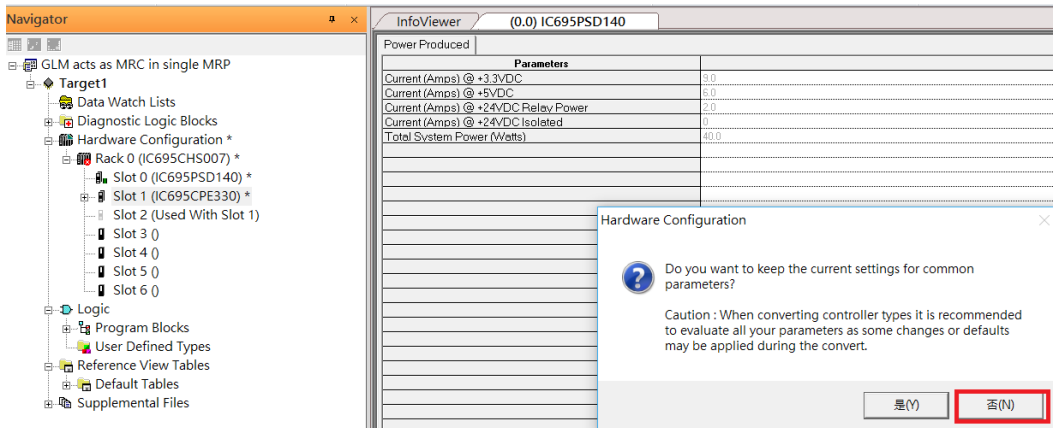 Navigator
InfoViewer
(0.0) IC695PSD140
Power Produced
GLM acts as MRC in single MRP
Target1
Data Watch Lists
Diagnostic Logic Blocks
Hardware Configuration *
Rack 0 (IC695CHS007) *
Slot 0 (IC695PSD140) *
Slot 1 (IC695CPE330) *
Slot 2 (Used With Slot 1)
Slot 3 ()
Slot 4 ()
Slot 5 ()
Slot 6 ()
Logic
Program Blocks
User Defined Types
Reference View Tables
Default Tables
Supplemental Files
Parameters
Current (Amps) @ +3.3VDC 9.0
Current (Amps) @ +5VDC 6.0
Current (Amps) @ +24VDC Relay Power 2.0
Current (Amps) @ +24VDC Isolated 0
Total System Power (Watts) 40.0
Hardware Configuration
Do you want to keep the current settings for common
parameters?
Caution : When converting controller types it is recommended
to evaluate all your parameters as some changes or defaults
may be applied during the convert.
是(Y)
否(N)